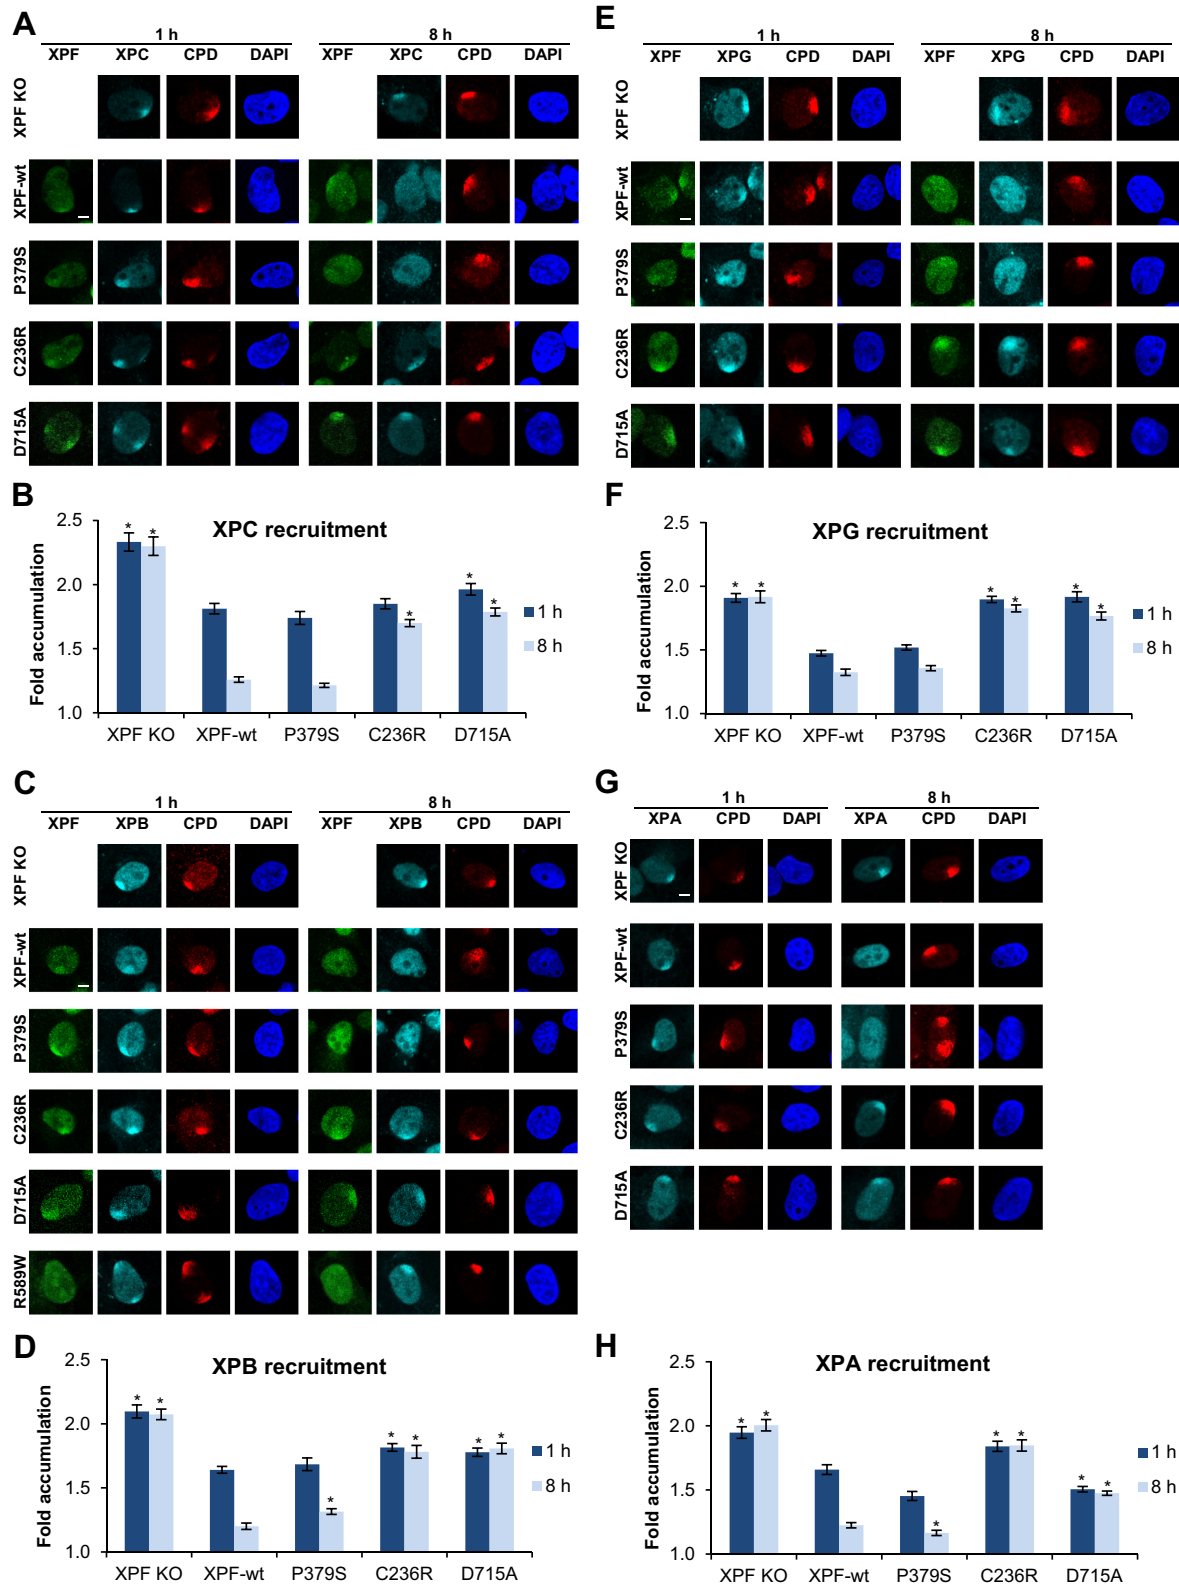 A
1 h 8 h
XPF XPC CPD DAPI XPF XPC CPD DAPI
XPF KO
XPF-wt
P379S
C236R
D715A
B
XPC recruitment
Fold accumulation
2.5
2.0
1.5
1.0
* * * * *
1 h
8 h
XPF KO XPF-wt P379S C236R D715A
C
1 h 8 h
XPF XPB CPD DAPI XPF XPB CPD DAPI
XPF KO
XPF-wt
P379S
C236R
D715A
R589W
D
XPB recruitment
Fold accumulation
2.5
2.0
1.5
1.0
* * * * * * *
1 h
8 h
XPF KO XPF-wt P379S C236R D715A
E
1 h 8 h
XPF XPG CPD DAPI XPF XPG CPD DAPI
XPF KO
XPF-wt
P379S
C236R
D715A
F
XPG recruitment
Fold accumulation
2.5
2.0
1.5
1.0
* * * * * *
1 h
8 h
XPF KO XPF-wt P379S C236R D715A
G
1 h 8 h
XPA CPD DAPI XPA CPD DAPI
XPF KO
XPF-wt
P379S
C236R
D715A
H
XPA recruitment
Fold accumulation
2.5
2.0
1.5
1.0
* * * * * * *
1 h
8 h
XPF KO XPF-wt P379S C236R D715A